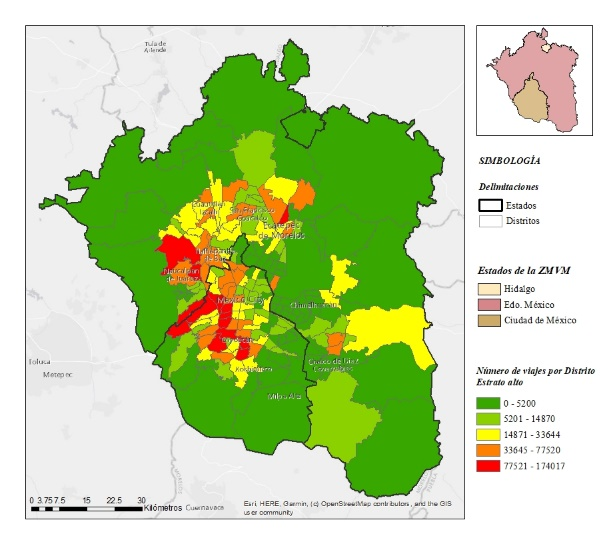 Tula de
Allende
Mexico City
Chimalhuacán
Coyoacán
Xochimilco
Milpa Alta
Toluca
Metepec
Cuernavaca
0 3.75 7.5 15 22.5 30
Kilómetros
Esri, HERE, Garmin, (c) OpenStreetMap contributors, and the GIS
user community
SIMBOLOGÌA
Delimitaciones
Estados
Distritos
Estados de la ZMVM
Hidalgo
Edo. México
Ciudad de México
Número de viajes por Distrito
Estrato alto
0 - 5200
5201 - 14870
14871 - 33644
33645 - 77520
77521 - 174017